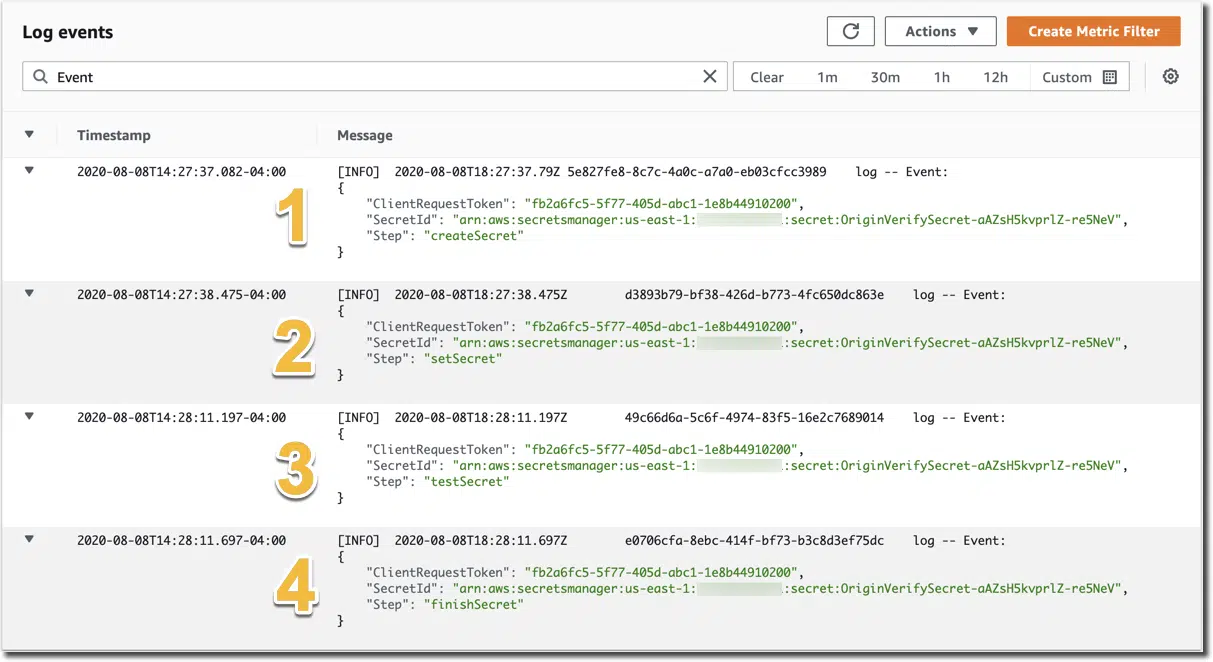 Log events
Actions
Create Metric Filter
Event
Clear 1m 30m 1h 12h Custom
Timestamp Message
2020-08-08T14:27:37.082-04:00 [INFO] 2020-08-08T18:27:37.79Z 5e827fe8-8c7c-4a0c-a7a0-eb03cfcc3989 log -- Event:
{
1
"ClientRequestToken": "fb2a6fc5-5f77-405d-abc1-1e8b44910200",
"SecretId": "arn:aws:secretsmanager:us-east-1: :secret:OriginVerifySecret-aAZsH5kvprlZ-re5NeV",
"Step": "createSecret"
}
2020-08-08T14:27:38.475-04:00 [INFO] 2020-08-08T18:27:38.475Z d3893b79-bf38-426d-b773-4fc650dc863e log -- Event:
{
2
"ClientRequestToken": "fb2a6fc5-5f77-405d-abc1-1e8b44910200",
"SecretId": "arn:aws:secretsmanager:us-east-1: :secret:OriginVerifySecret-aAZsH5kvprlZ-re5NeV",
"Step": "setSecret"
}
2020-08-08T14:28:11.197-04:00 [INFO] 2020-08-08T18:28:11.197Z 49c66d6a-5c6f-4974-83f5-16e2c7689014 log -- Event:
{
3
"ClientRequestToken": "fb2a6fc5-5f77-405d-abc1-1e8b44910200",
"SecretId": "arn:aws:secretsmanager:us-east-1: :secret:OriginVerifySecret-aAZsH5kvprlZ-re5NeV",
"Step": "testSecret"
}
2020-08-08T14:28:11.697-04:00 [INFO] 2020-08-08T18:28:11.697Z e0706cfa-8ebc-414f-bf73-b3c8d3ef75dc log -- Event:
{
4
"ClientRequestToken": "fb2a6fc5-5f77-405d-abc1-1e8b44910200",
"SecretId": "arn:aws:secretsmanager:us-east-1: :secret:OriginVerifySecret-aAZsH5kvprlZ-re5NeV",
"Step": "finishSecret"
}